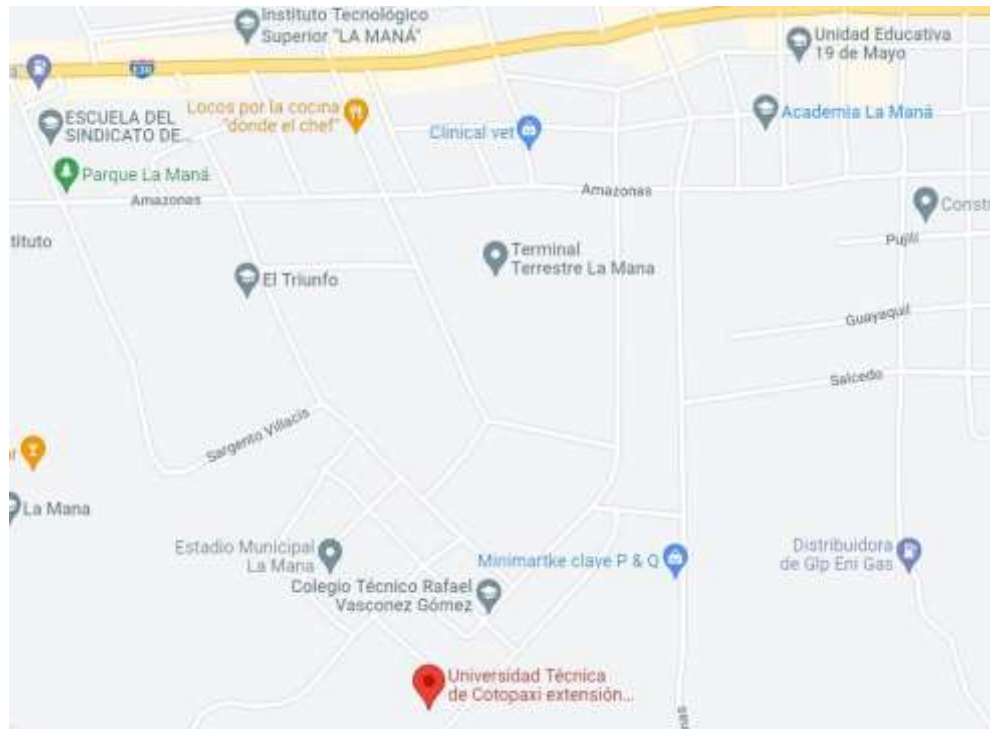 Instituto Tecnológico
Superior "LA MANÁ"
Unidad Educativa
19 de Mayo
E30
Locos por la cocina
"donde el chef"
ESCUELA DEL
SINDICATO DE...
Clinical vet
Academia La Maná
Parque La Maná
Amazonas
Amazonas
Constr
Pujilí
tituto
Terminal
Terrestre La Mana
El Triunfo
Guayaquil
Salcedo
Sargento Villacis
La Mana
Estadio Municipal
La Mana
Minimartke clave P & Q
Distribuidora
de Glp Eni Gas
Colegio Técnico Rafael
Vasconez Gómez
Universidad Técnica
de Cotopaxi extensión...
nas